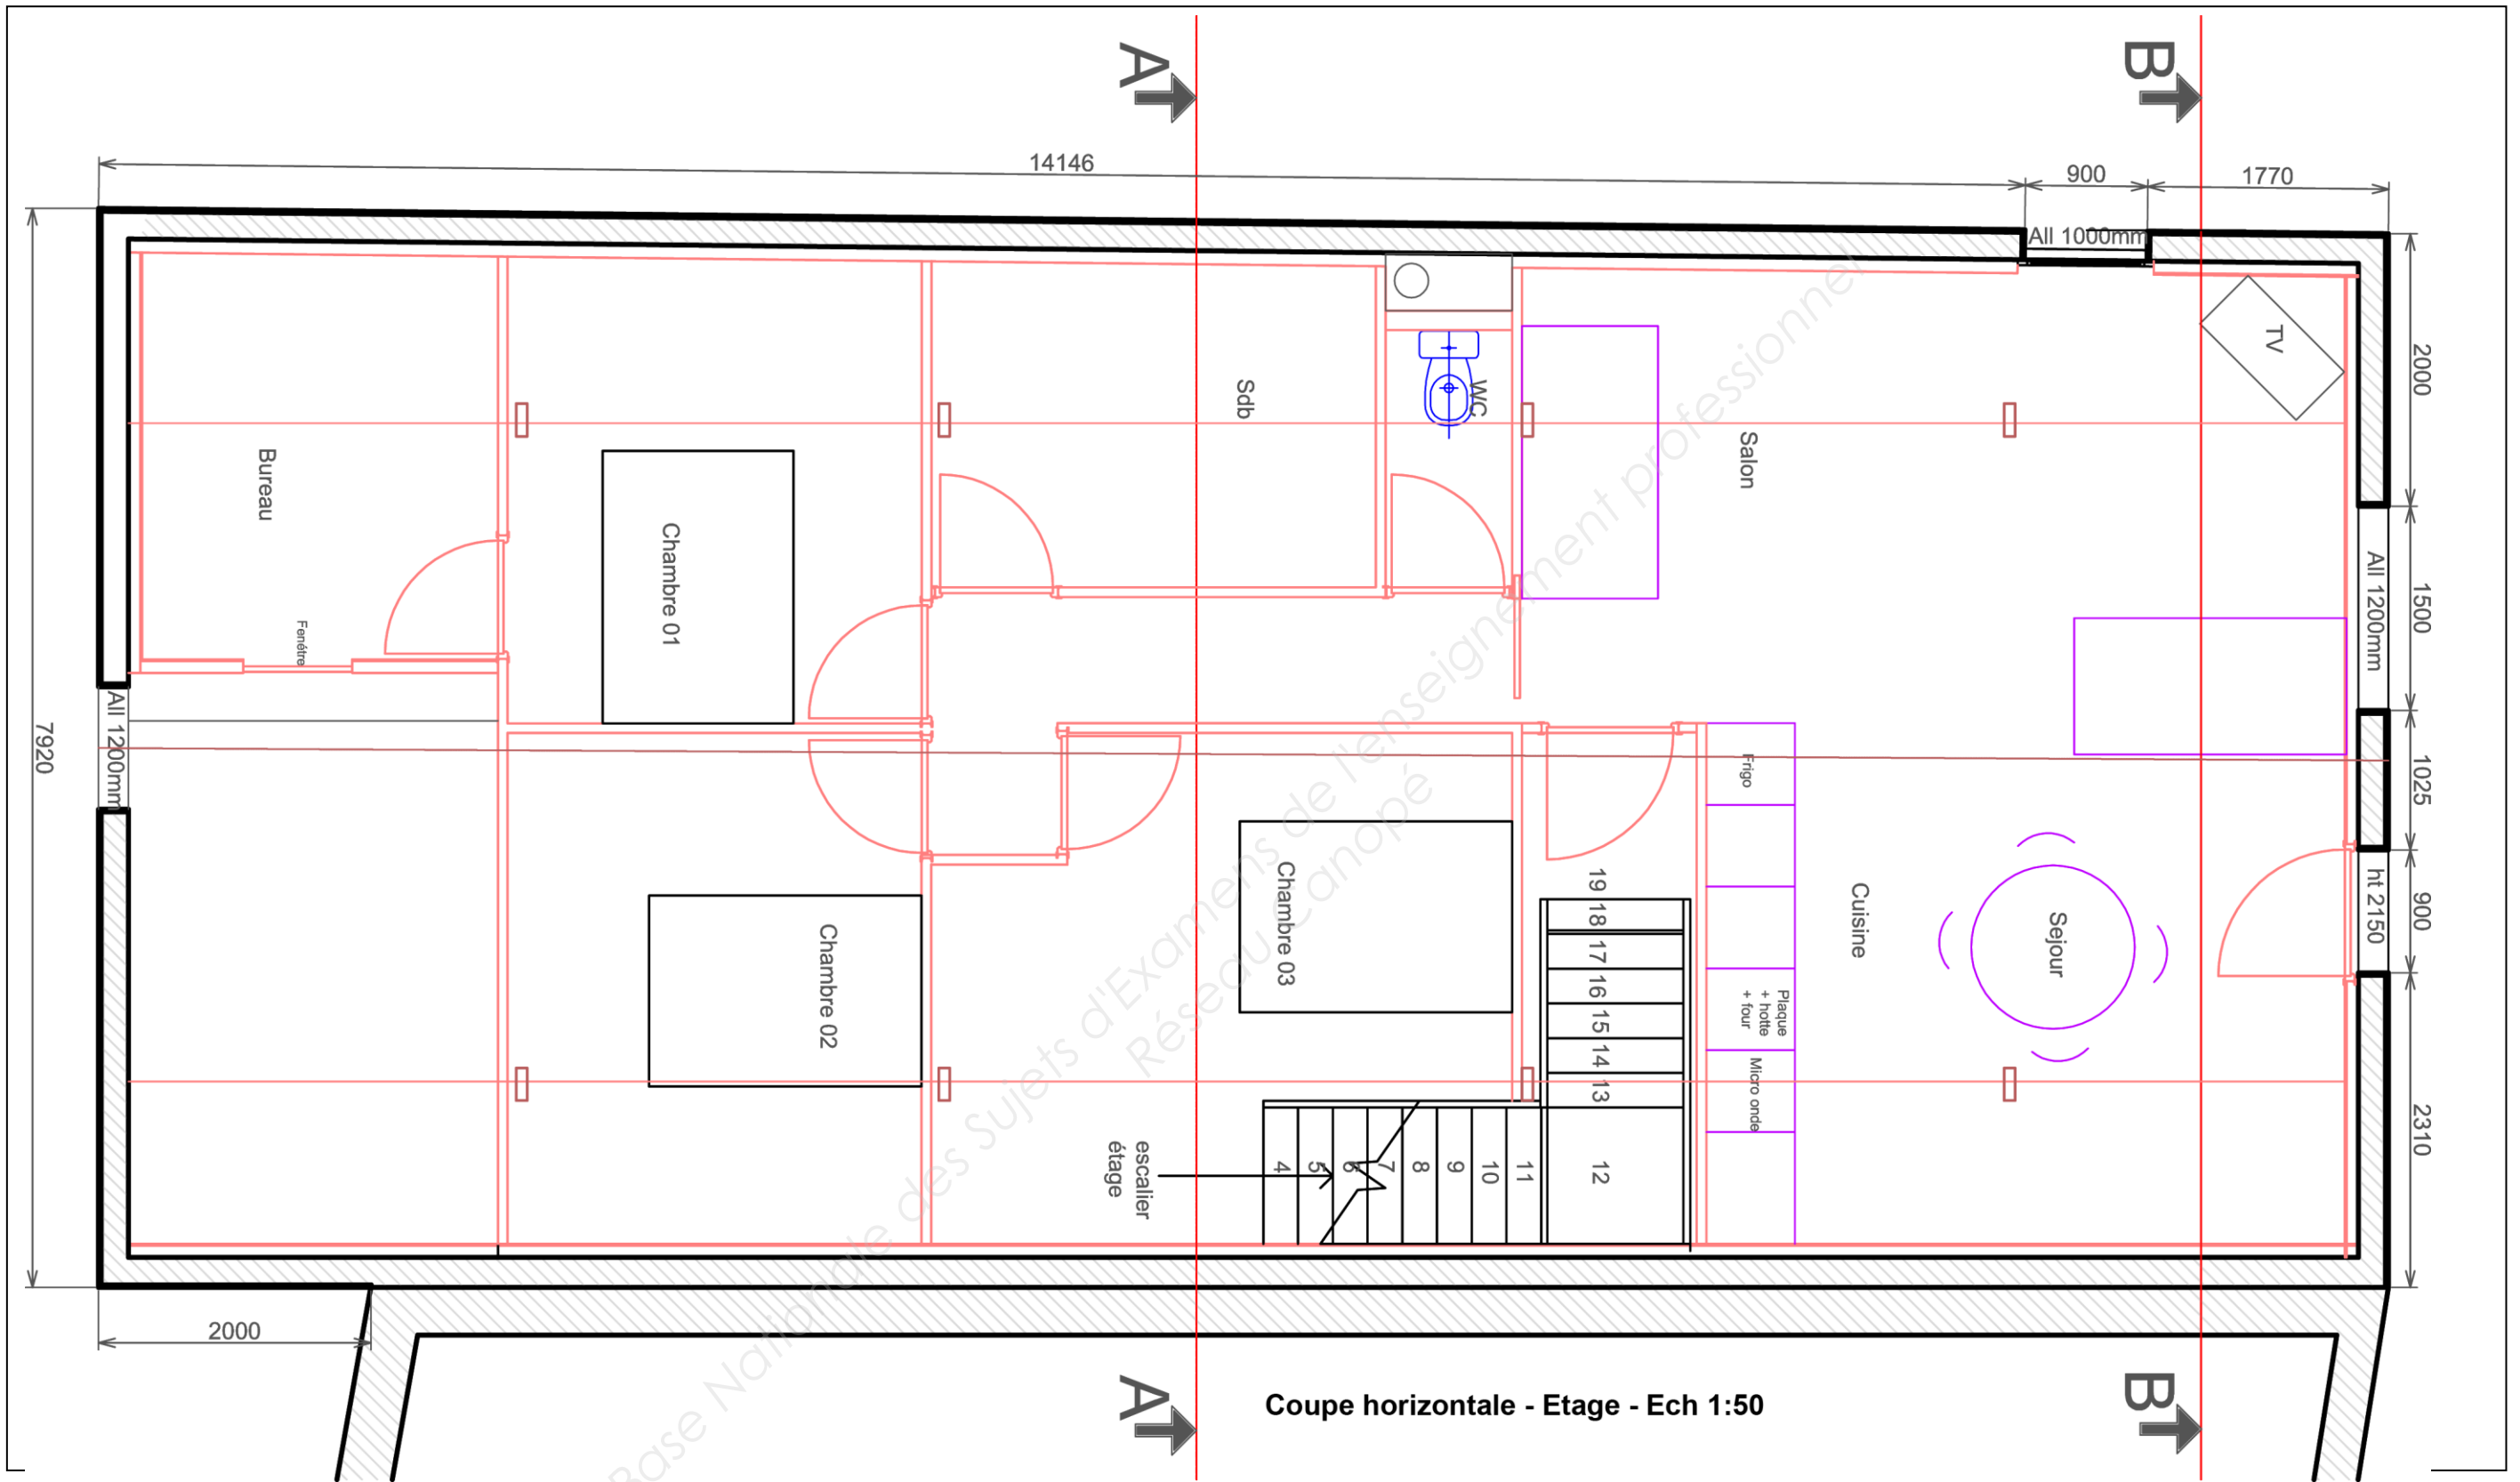 A
B
14146
900
1770
All 1000mm
TV
2000
Sdb
WC
Salon
Bureau
Chambre 01
All 1200mm
1500
Fenétre
All 1200mm
7920
Frigo
1025
Cuisine
Sejour
ht 2150
900
Chambre 03
Chambre 02
19
18
17
16
15
14
13
Plaque
+ hotte
+ four
Micro onde
2310
escalier
étage
4
5
6
7
8
9
10
11
12
2000
A
B
Coupe horizontale - Etage - Ech 1:50
Base Nationale des Sujets d'Examens de l'enseignement professionnel
Réseau Canopé